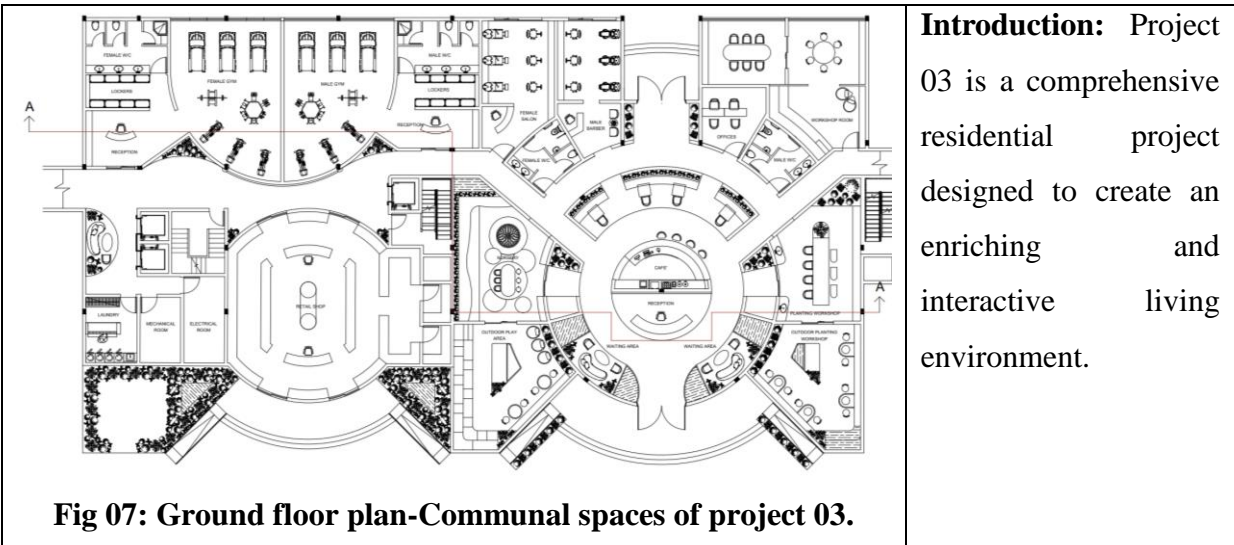 FEMALE W/C
MALE W/C
FEMALE GYM
MALE GYM
LOCKERS
LOCKERS
A
RECEPTION
RECEPTION
FEMALE SALON
MALE BARBER
OFFICES
WORKSHOP ROOM
FEMALE W/C
MALE W/C
NURSERY
CAFE'
RETAIL SHOP
RECEPTION
A
LAUNDRY
MECHANICAL ROOM
ELECTRICAL ROOM
PLANTING WORKSHOP
OUTDOOR PLAY AREA
WAITING AREA
WAITING AREA
OUTDOOR PLANTING WORKSHOP
Fig 07: Ground floor plan-Communal spaces of project 03.
Introduction: Project
03 is a comprehensive
residential project
designed to create an
enriching and
interactive living
environment.